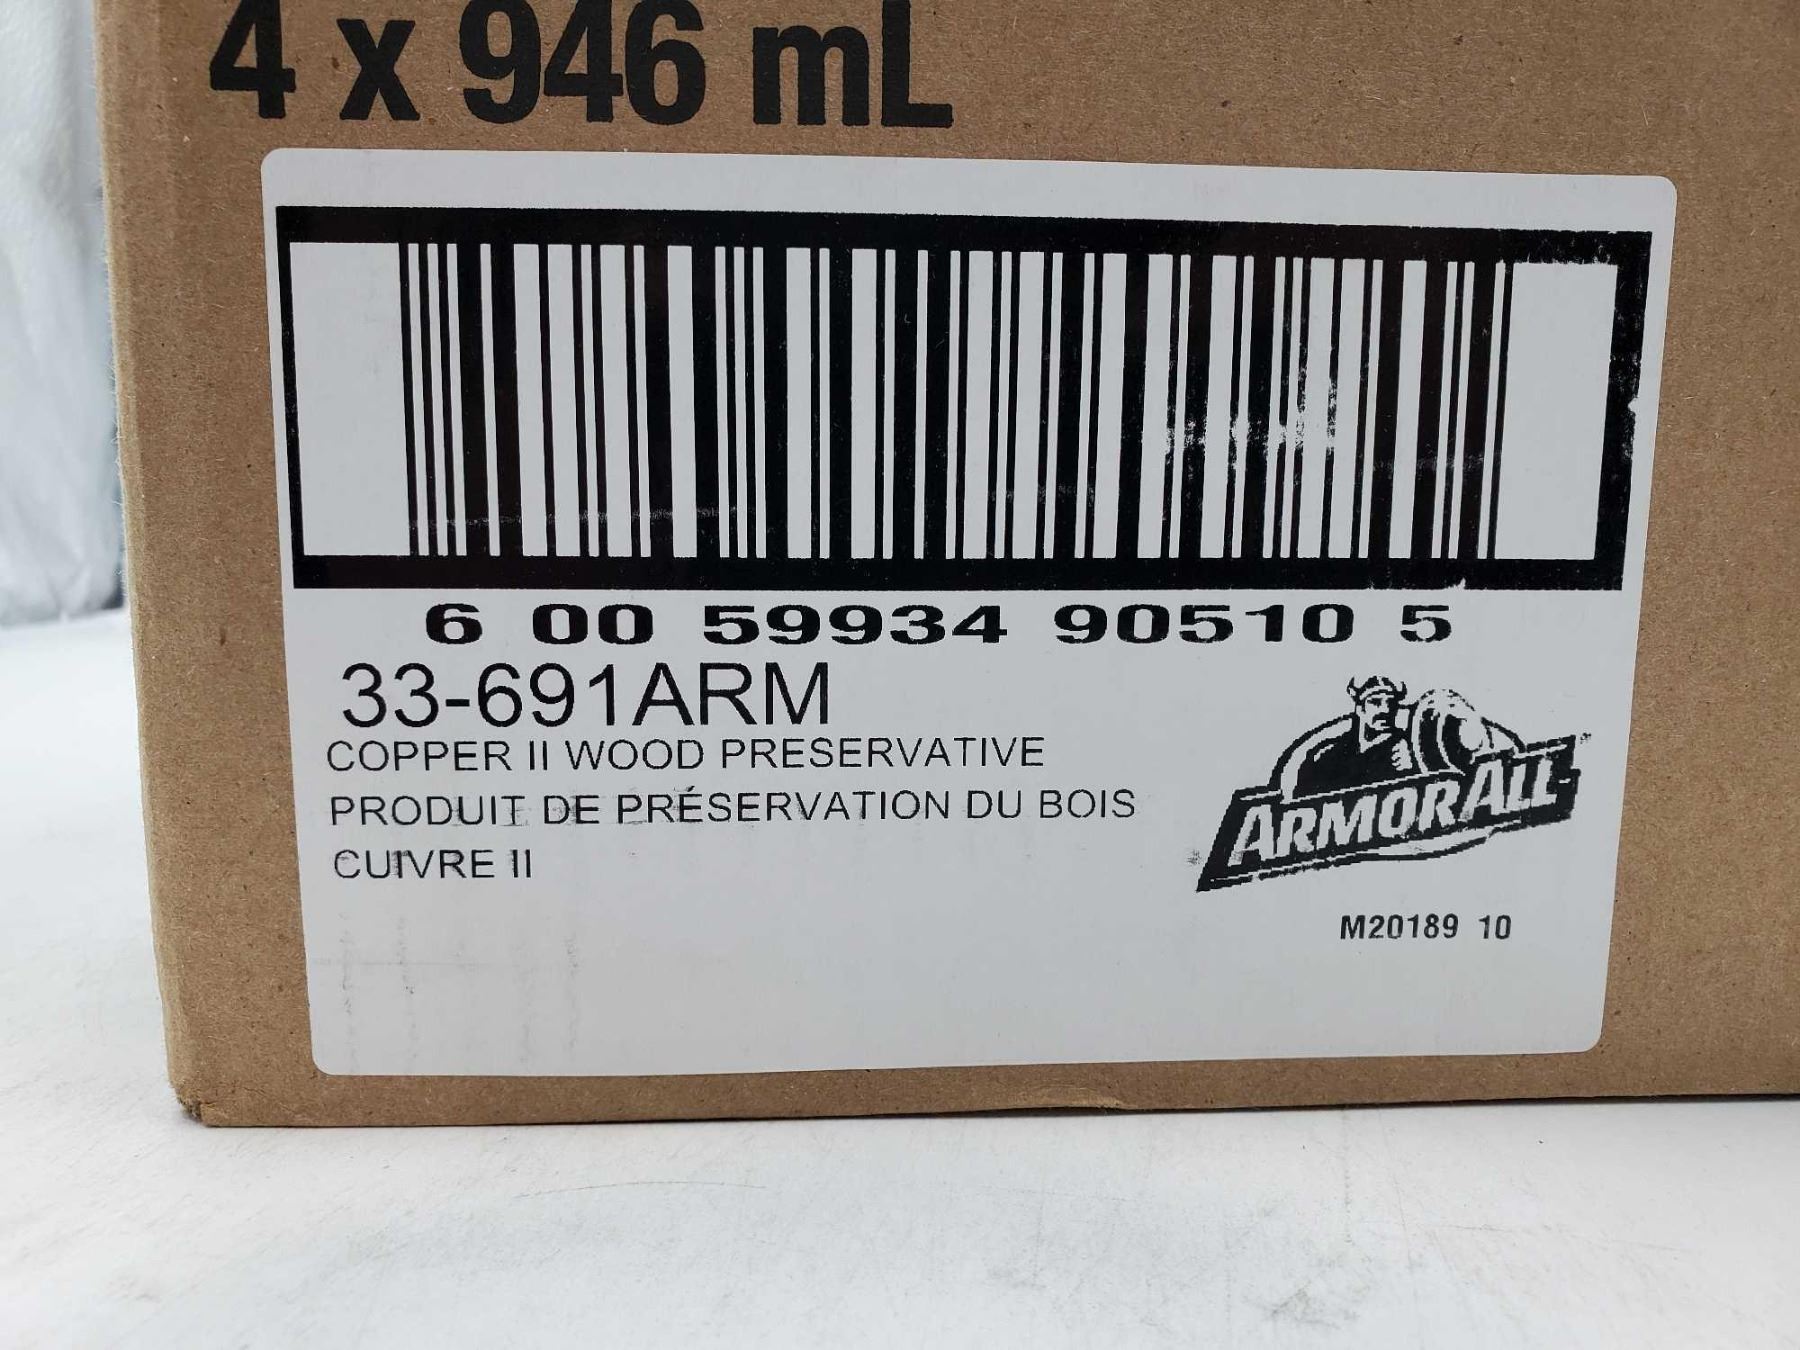 4 x 946 mL
6 00 59934 90510 5
33-691ARM
COPPER II WOOD PRESERVATIVE
PRODUIT DE PRÉSERVATION DU BOIS
CUIVRE II
ARMOR ALL
M20189 10